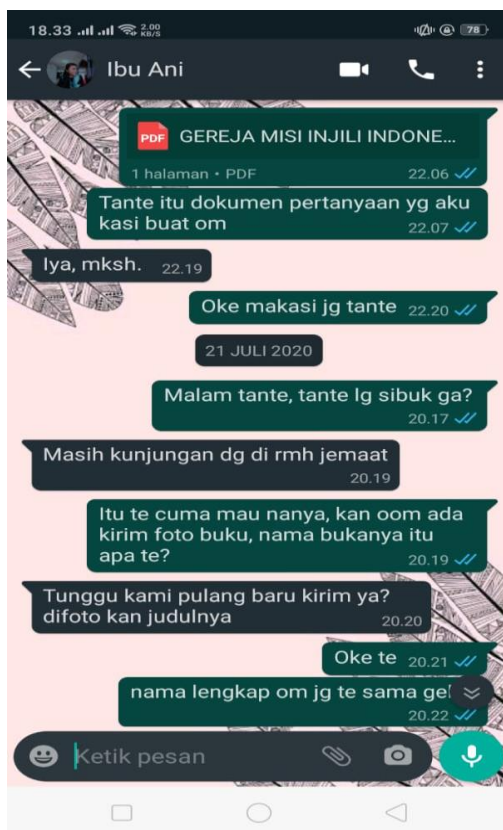 18.33 2.00 KB/S 78
Ibu Ani
PDF GEREJA MISI INJILI INDONE...
1 halaman • PDF 22.06
Tante itu dokumen pertanyaan yg aku
kasi buat om 22.07
Iya, mksh. 22.19
Oke makasi jg tante 22.20
21 JULI 2020
Malam tante, tante lg sibuk ga?
20.17
Masih kunjungan dg di rmh jemaat
20.19
Itu te cuma mau nanya, kan oom ada
kirim foto buku, nama bukanya itu
apa te? 20.19
Tunggu kami pulang baru kirim ya?
difoto kan judulnya 20.20
Oke te 20.21
nama lengkap om jg te sama
20.22
Ketik pesan